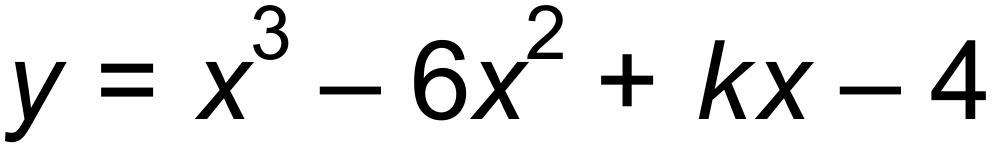 y = x³ – 6x² + kx – 4